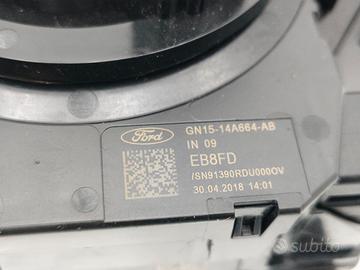 Ford
GN15-14A664-AB
IN 09
EB8FD
/SN91390RDU000OV
30.04.2018 14:01
subito